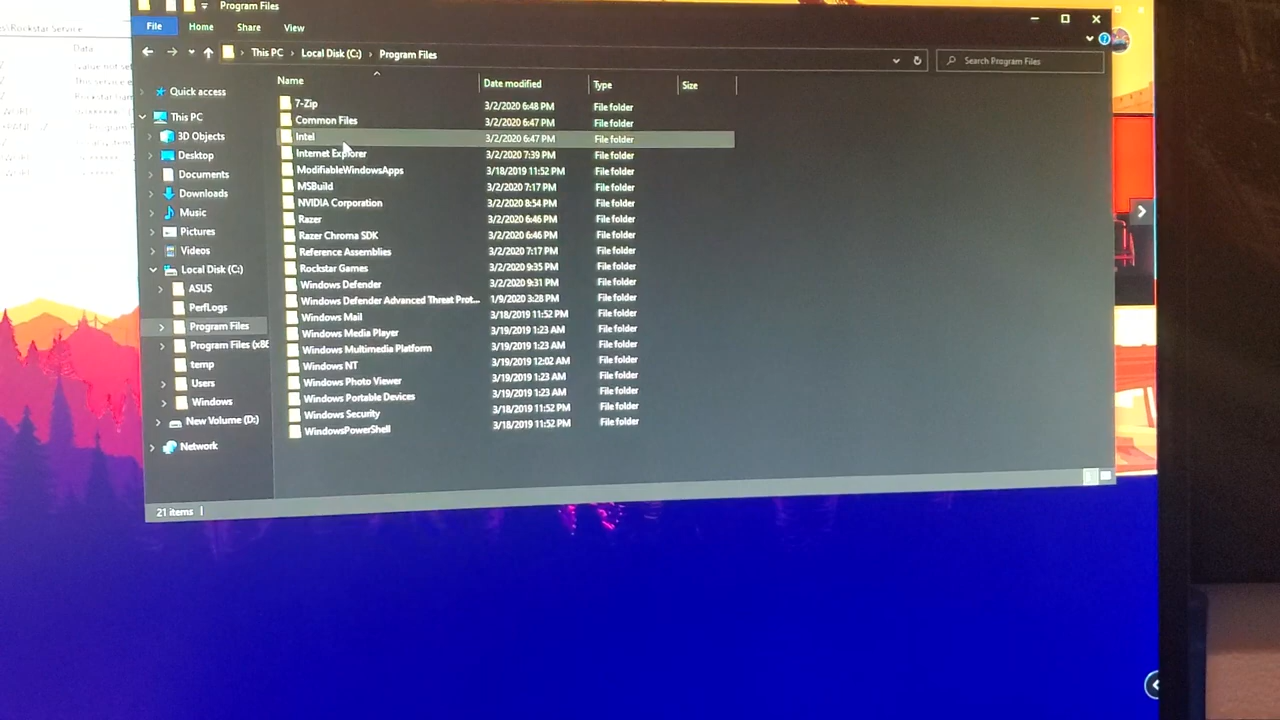 Program Files
File Home Share View
This PC Local Disk (C:) Program Files
Search Program Files
Name Date modified Type Size
Quick access
This PC
3D Objects
Desktop
Documents
Downloads
Music
Pictures
Videos
Local Disk (C:)
ASUS
PerfLogs
Program Files
Program Files (x86
temp
Users
Windows
New Volume (D:)
Network
7-Zip 3/2/2020 6:48 PM File folder
Common Files 3/2/2020 6:47 PM File folder
Intel 3/2/2020 6:47 PM File folder
Internet Explorer 3/2/2020 7:39 PM File folder
ModifiableWindowsApps 3/18/2019 11:52 PM File folder
MSBuild 3/2/2020 7:17 PM File folder
NVIDIA Corporation 3/2/2020 8:54 PM File folder
Razer 3/2/2020 6:46 PM File folder
Razer Chroma SDK 3/2/2020 6:46 PM File folder
Reference Assemblies 3/2/2020 7:17 PM File folder
Rockstar Games 3/2/2020 9:35 PM File folder
Windows Defender 3/2/2020 9:31 PM File folder
Windows Defender Advanced Threat Prot... 1/9/2020 3:28 PM File folder
Windows Mail 3/18/2019 11:52 PM File folder
Windows Media Player 3/19/2019 1:23 AM File folder
Windows Multimedia Platform 3/19/2019 1:23 AM File folder
Windows NT 3/19/2019 12:02 AM File folder
Windows Photo Viewer 3/19/2019 1:23 AM File folder
Windows Portable Devices 3/19/2019 1:23 AM File folder
Windows Security 3/18/2019 11:52 PM File folder
WindowsPowerShell 3/18/2019 11:52 PM File folder
21 items
Rockstar Service
Data